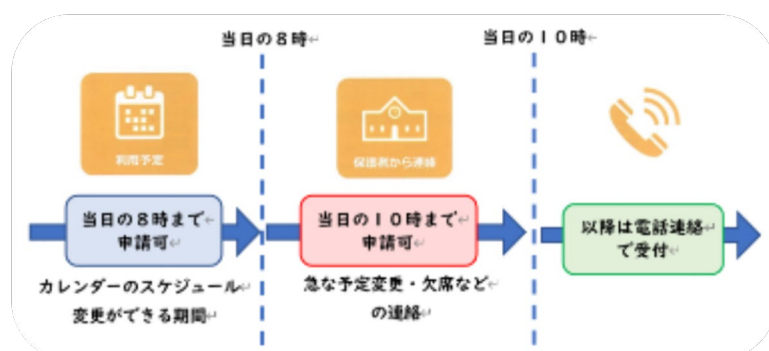 当日の8時
当日の10時
利用予定
保護者から連絡
当日の8時まで
申請可
当日の10時まで
申請可
以降は電話連絡
で受付
カレンダーのスケジュール
変更ができる期間
急な予定変更・欠席など
の連絡